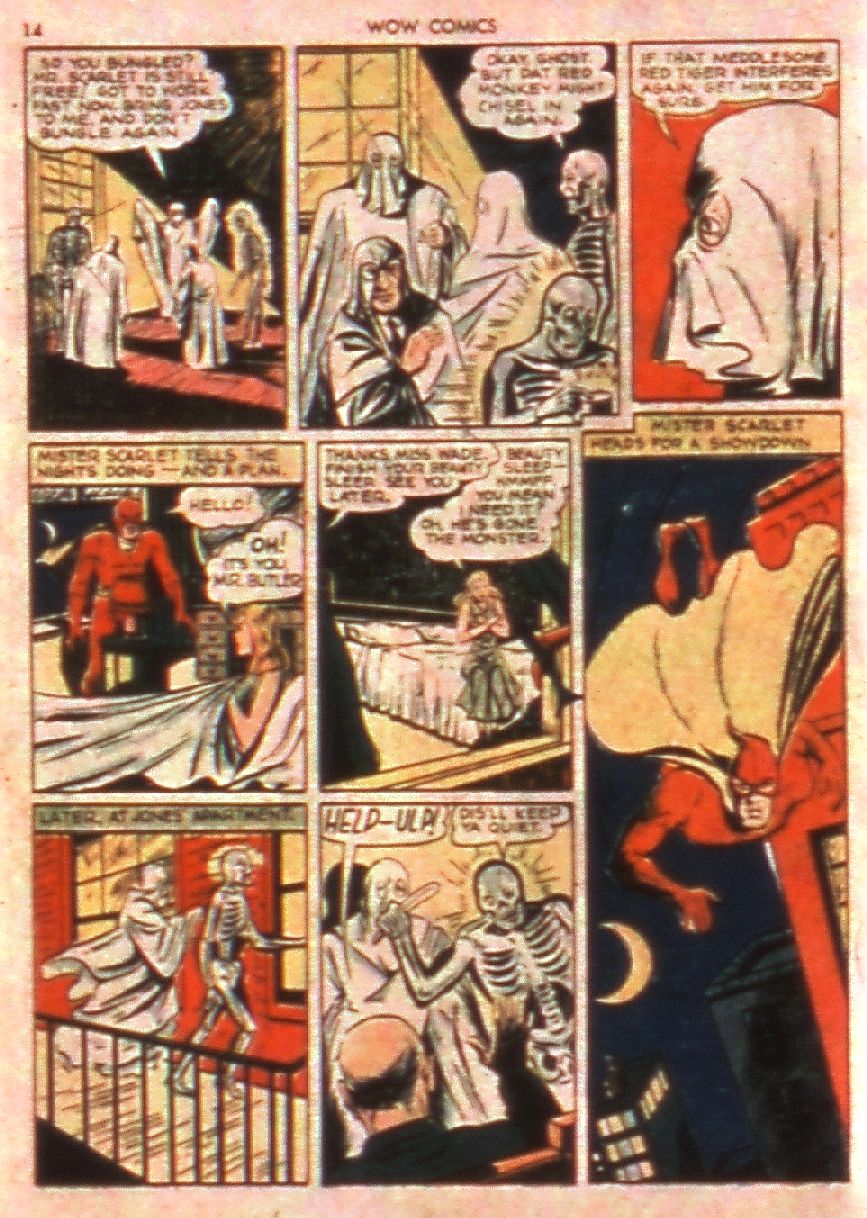 14
WOW COMICS
SO YOU BUNGLED?
MR. SCARLET IS STILL
FREE! GOT TO WORK
FAST NOW. BRING JONES
TO ME, AND DON'T
BUNGLE AGAIN.
OKAY, GHOST,
BUT DAT RED
MONKEY MIGHT
CHISEL IN
AGAIN.
IF THAT MEDDLESOME
RED TIGER INTERFERES
AGAIN, GET HIM FOR
SURE.
MISTER SCARLET TELLS THE
NIGHT'S DOING — AND A PLAN.
HELLO!
OH!
IT'S YOU
MR. BUTLER
THANKS, MISS WADE.
FINISH YOUR BEAUTY
SLEEP. SEE YOU
LATER.
BEAUTY
SLEEP—
YOU MEAN
I NEED IT!
OH, HE'S GONE,
THE MONSTER.
MISTER SCARLET
HEADS FOR A SHOWDOWN
LATER, AT JONES' APARTMENT.
HELP—ULP!
DIS'LL KEEP
YA QUIET.